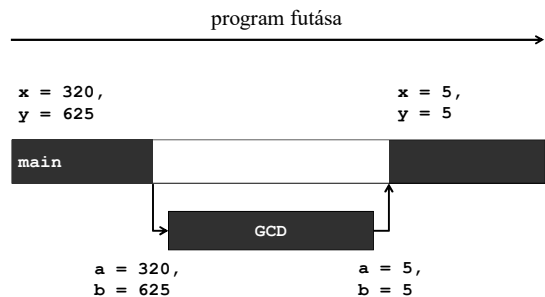 program futása
x = 320,
y = 625
x = 5,
y = 5
main
GCD
a = 320,
b = 625
a = 5,
b = 5